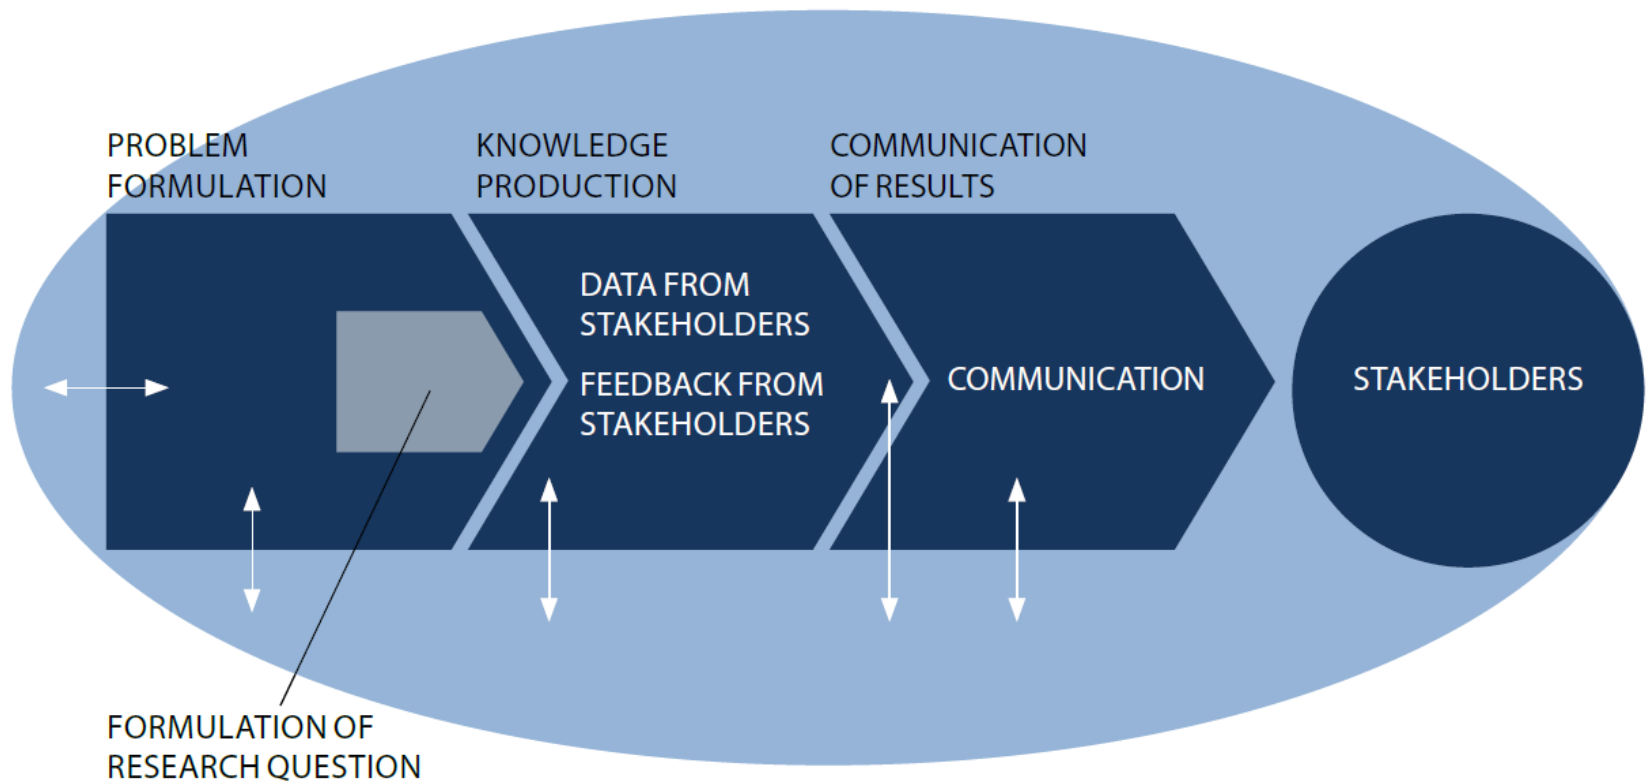 PROBLEM
FORMULATION
KNOWLEDGE
PRODUCTION
COMMUNICATION
OF RESULTS
DATA FROM
STAKEHOLDERS
FEEDBACK FROM
STAKEHOLDERS
COMMUNICATION
STAKEHOLDERS
FORMULATION OF
RESEARCH QUESTION